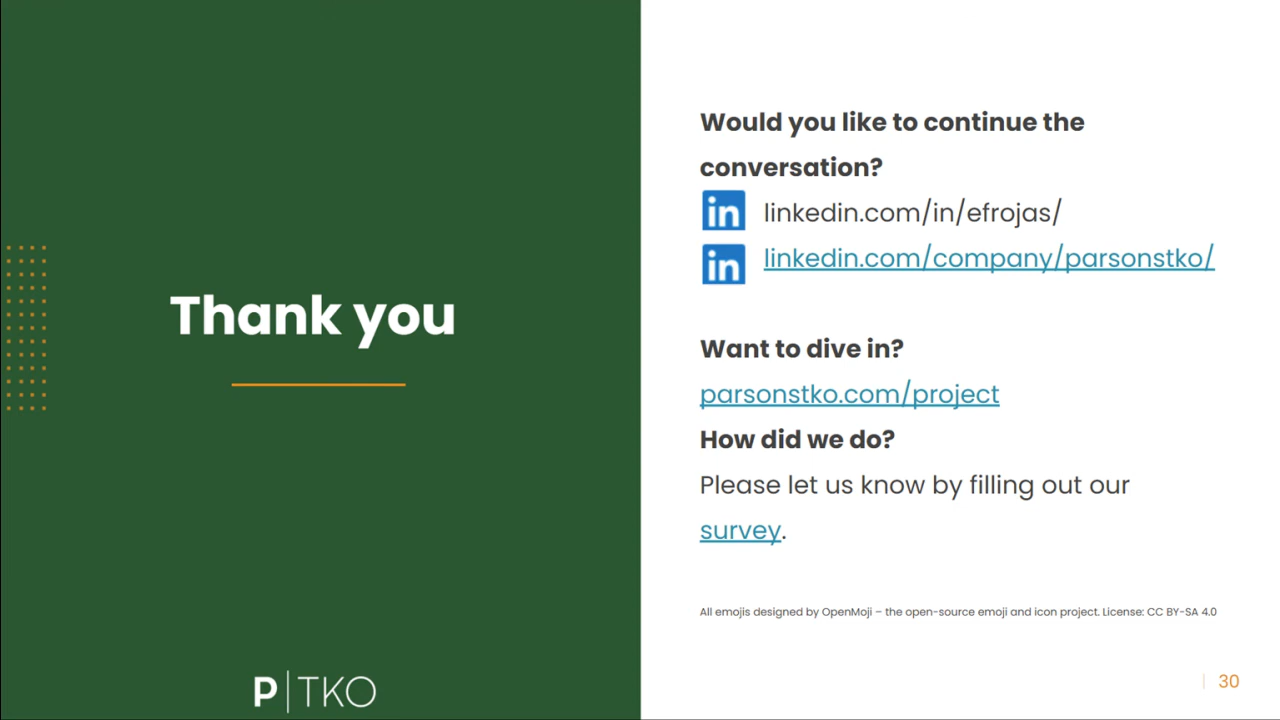 Thank you
P|TKO
Would you like to continue the
conversation?
in linkedin.com/in/efrojas/
in linkedin.com/company/parsonstko/
Want to dive in?
parsonstko.com/project
How did we do?
Please let us know by filling out our
survey.
All emojis designed by OpenMoji – the open-source emoji and icon project. License: CC BY-SA 4.0
| 30